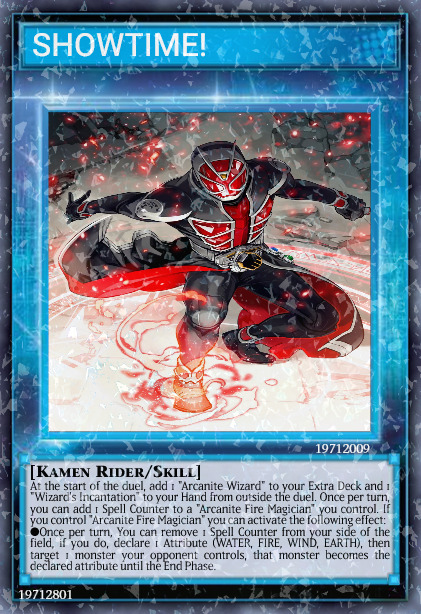 SHOWTIME!
19712009
[Kamen Rider/Skill]
At the start of the duel, add 1 "Arcanite Wizard" to your Extra Deck and 1
"Wizard's Incantation" to your Hand from outside the duel. Once per turn,
you can add 1 Spell Counter to a "Arcanite Fire Magician" you control. If
you control "Arcanite Fire Magician" you can activate the following effect:
●Once per turn, You can remove 1 Spell Counter from your side of the
field, if you do, declare 1 Attribute (WATER, FIRE, WIND, EARTH), then
target 1 monster your opponent controls, that monster becomes the
declared attribute until the End Phase.
19712801